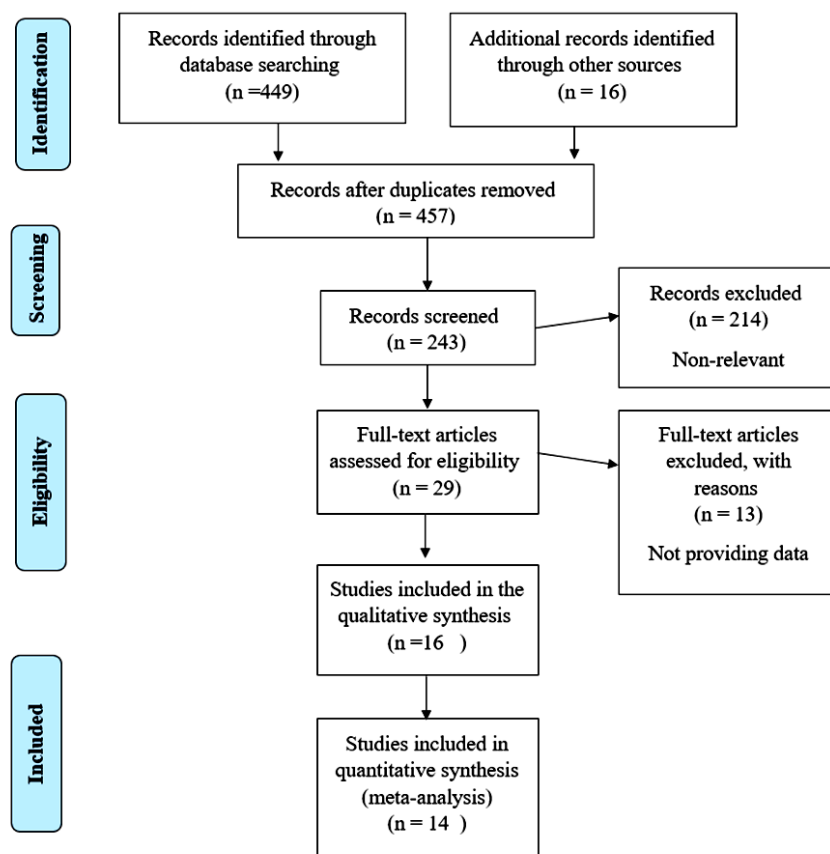 Identification
Records identified through
database searching
(n =449)
Additional records identified
through other sources
(n = 16)
Records after duplicates removed
(n = 457)
Screening
Records screened
(n = 243)
Records excluded
(n = 214)
Non-relevant
Eligibility
Full-text articles
assessed for eligibility
(n = 29)
Full-text articles
excluded, with
reasons
(n = 13)
Not providing data
Studies included in the
qualitative synthesis
(n =16   )
Included
Studies included in
quantitative synthesis
(meta-analysis)
(n = 14   )